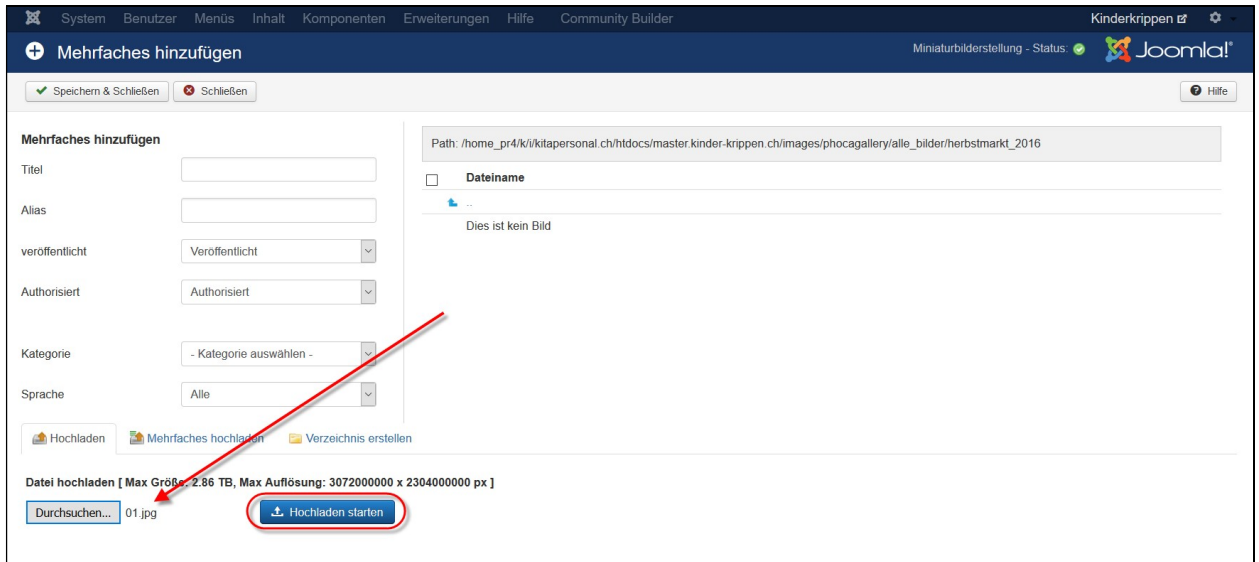 System Benutzer Menüs Inhalt Komponenten Erweiterungen Hilfe Community Builder Kinderkrippen
Mehrfaches hinzufügen Miniaturbilderstellung - Status: Joomla!®
Speichern & Schließen Schließen Hilfe
Mehrfaches hinzufügen
Titel
Alias
veröffentlicht Veröffentlicht
Authorisiert Authorisiert
Kategorie - Kategorie auswählen -
Sprache Alle
Path: /home_pr4/k/i/kitapersonal.ch/htdocs/master.kinder-krippen.ch/images/phocagallery/alle_bilder/herbstmarkt_2016
Dateiname
..
Dies ist kein Bild
Hochladen Mehrfaches hochladen Verzeichnis erstellen
Datei hochladen [ Max Größe: 2.86 TB, Max Auflösung: 3072000000 x 2304000000 px ]
Durchsuchen... 01.jpg Hochladen starten